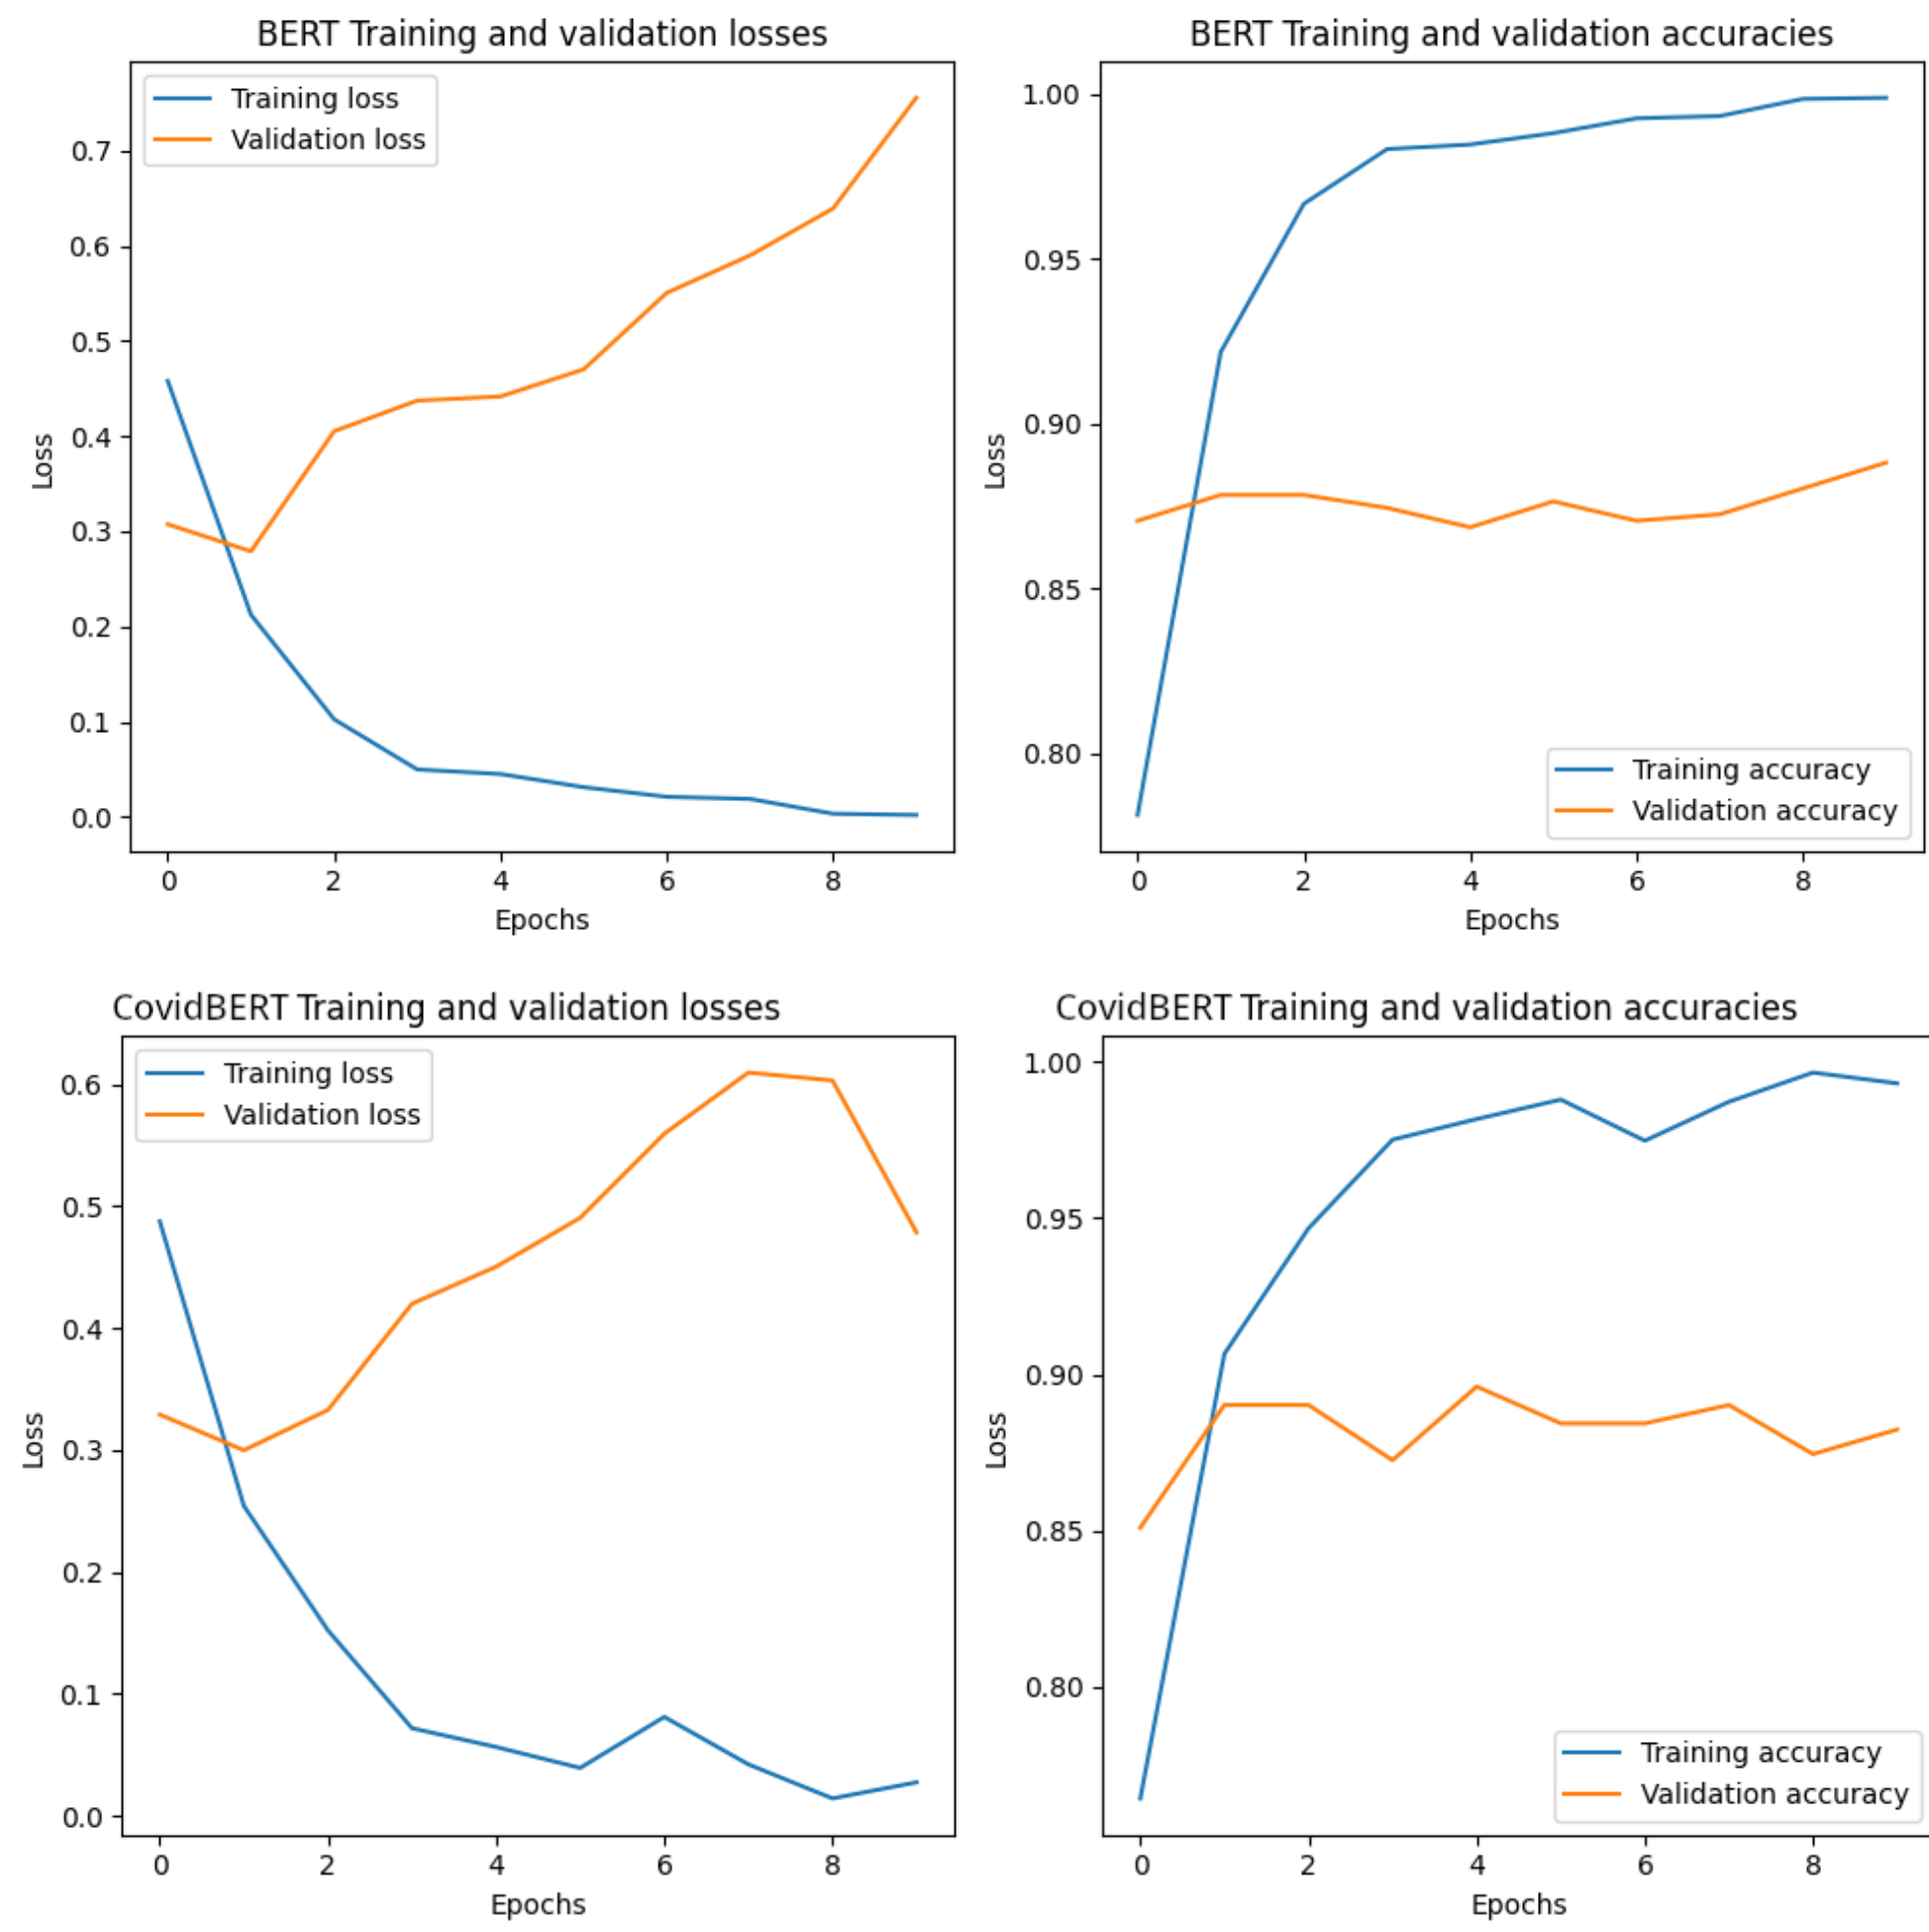 BERT Training and validation losses
Training loss
Validation loss
0.7
0.6
0.5
0.4
0.3
0.2
0.1
0.0
Loss
0 2 4 6 8
Epochs
BERT Training and validation accuracies
1.00
0.95
0.90
0.85
0.80
Loss
Training accuracy
Validation accuracy
0 2 4 6 8
Epochs
CovidBERT Training and validation losses
Training loss
Validation loss
0.6
0.5
0.4
0.3
0.2
0.1
0.0
Loss
0 2 4 6 8
Epochs
CovidBERT Training and validation accuracies
1.00
0.95
0.90
0.85
0.80
Loss
Training accuracy
Validation accuracy
0 2 4 6 8
Epochs